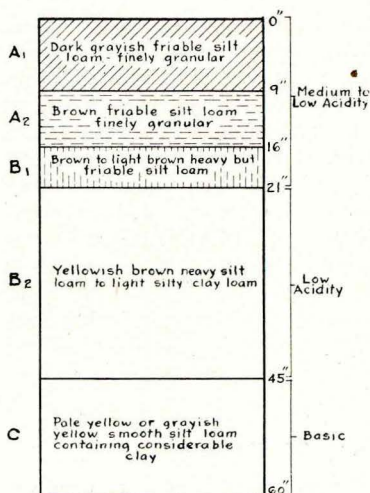 0"
A1
Dark grayish friable silt
loam - finely granular
9"
Medium to
Low Acidity
A2
Brown friable silt loam
finely granular
16"
B1
Brown to light brown heavy but
friable silt loam
21"
B2
Yellowish brown heavy silt
loam to light silty clay loam
Low
Acidity
45"
C
Pale yellow or grayish
yellow smooth silt loam
containing considerable
clay
Basic
60"